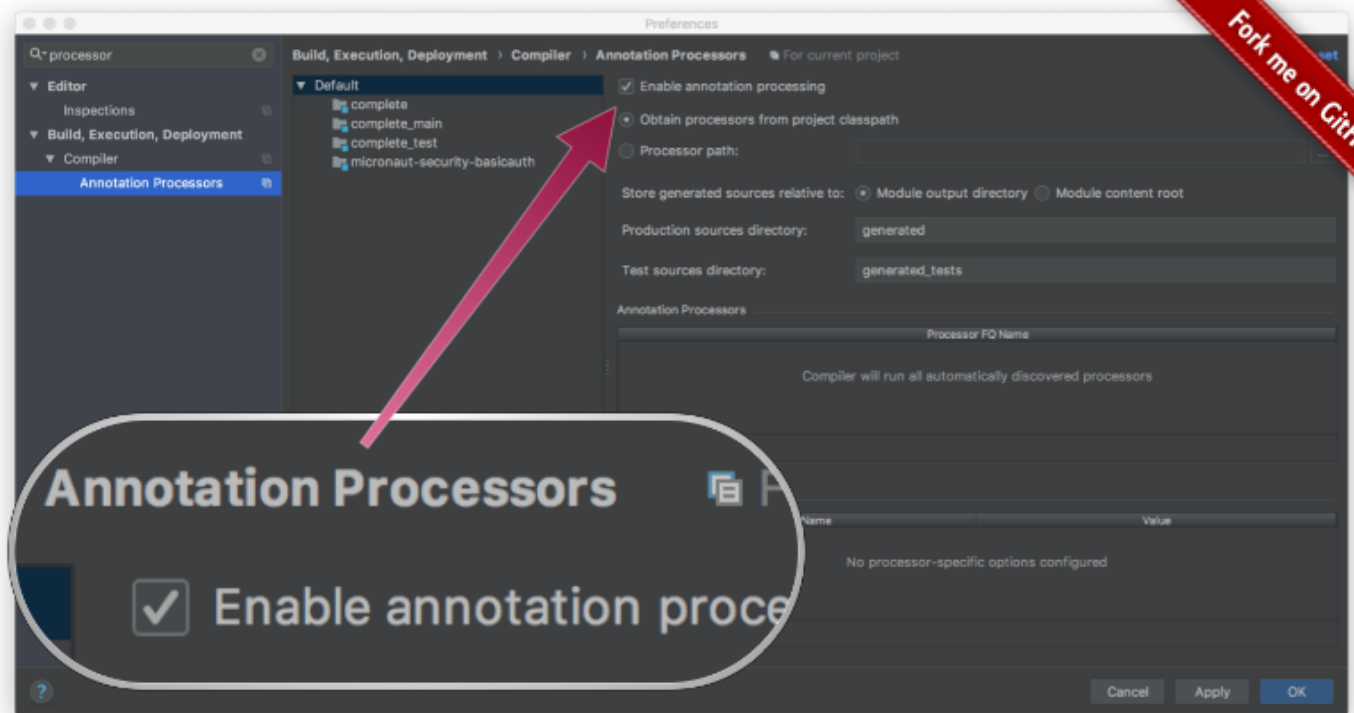 Preferences
processor
Editor
Inspections
Build, Execution, Deployment
Compiler
Annotation Processors
Build, Execution, Deployment › Compiler › Annotation Processors For current project
set
Fork me on GitH
Default
complete
complete_main
complete_test
micronaut-security-basicauth
Enable annotation processing
Obtain processors from project classpath
Processor path:
...
Store generated sources relative to: Module output directory Module content root
Production sources directory: generated
Test sources directory: generated_tests
Annotation Processors
Processor FQ Name
Compiler will run all automatically discovered processors
Name Value
No processor-specific options configured
Annotation Processors
Enable annotation proce
?
Cancel Apply OK